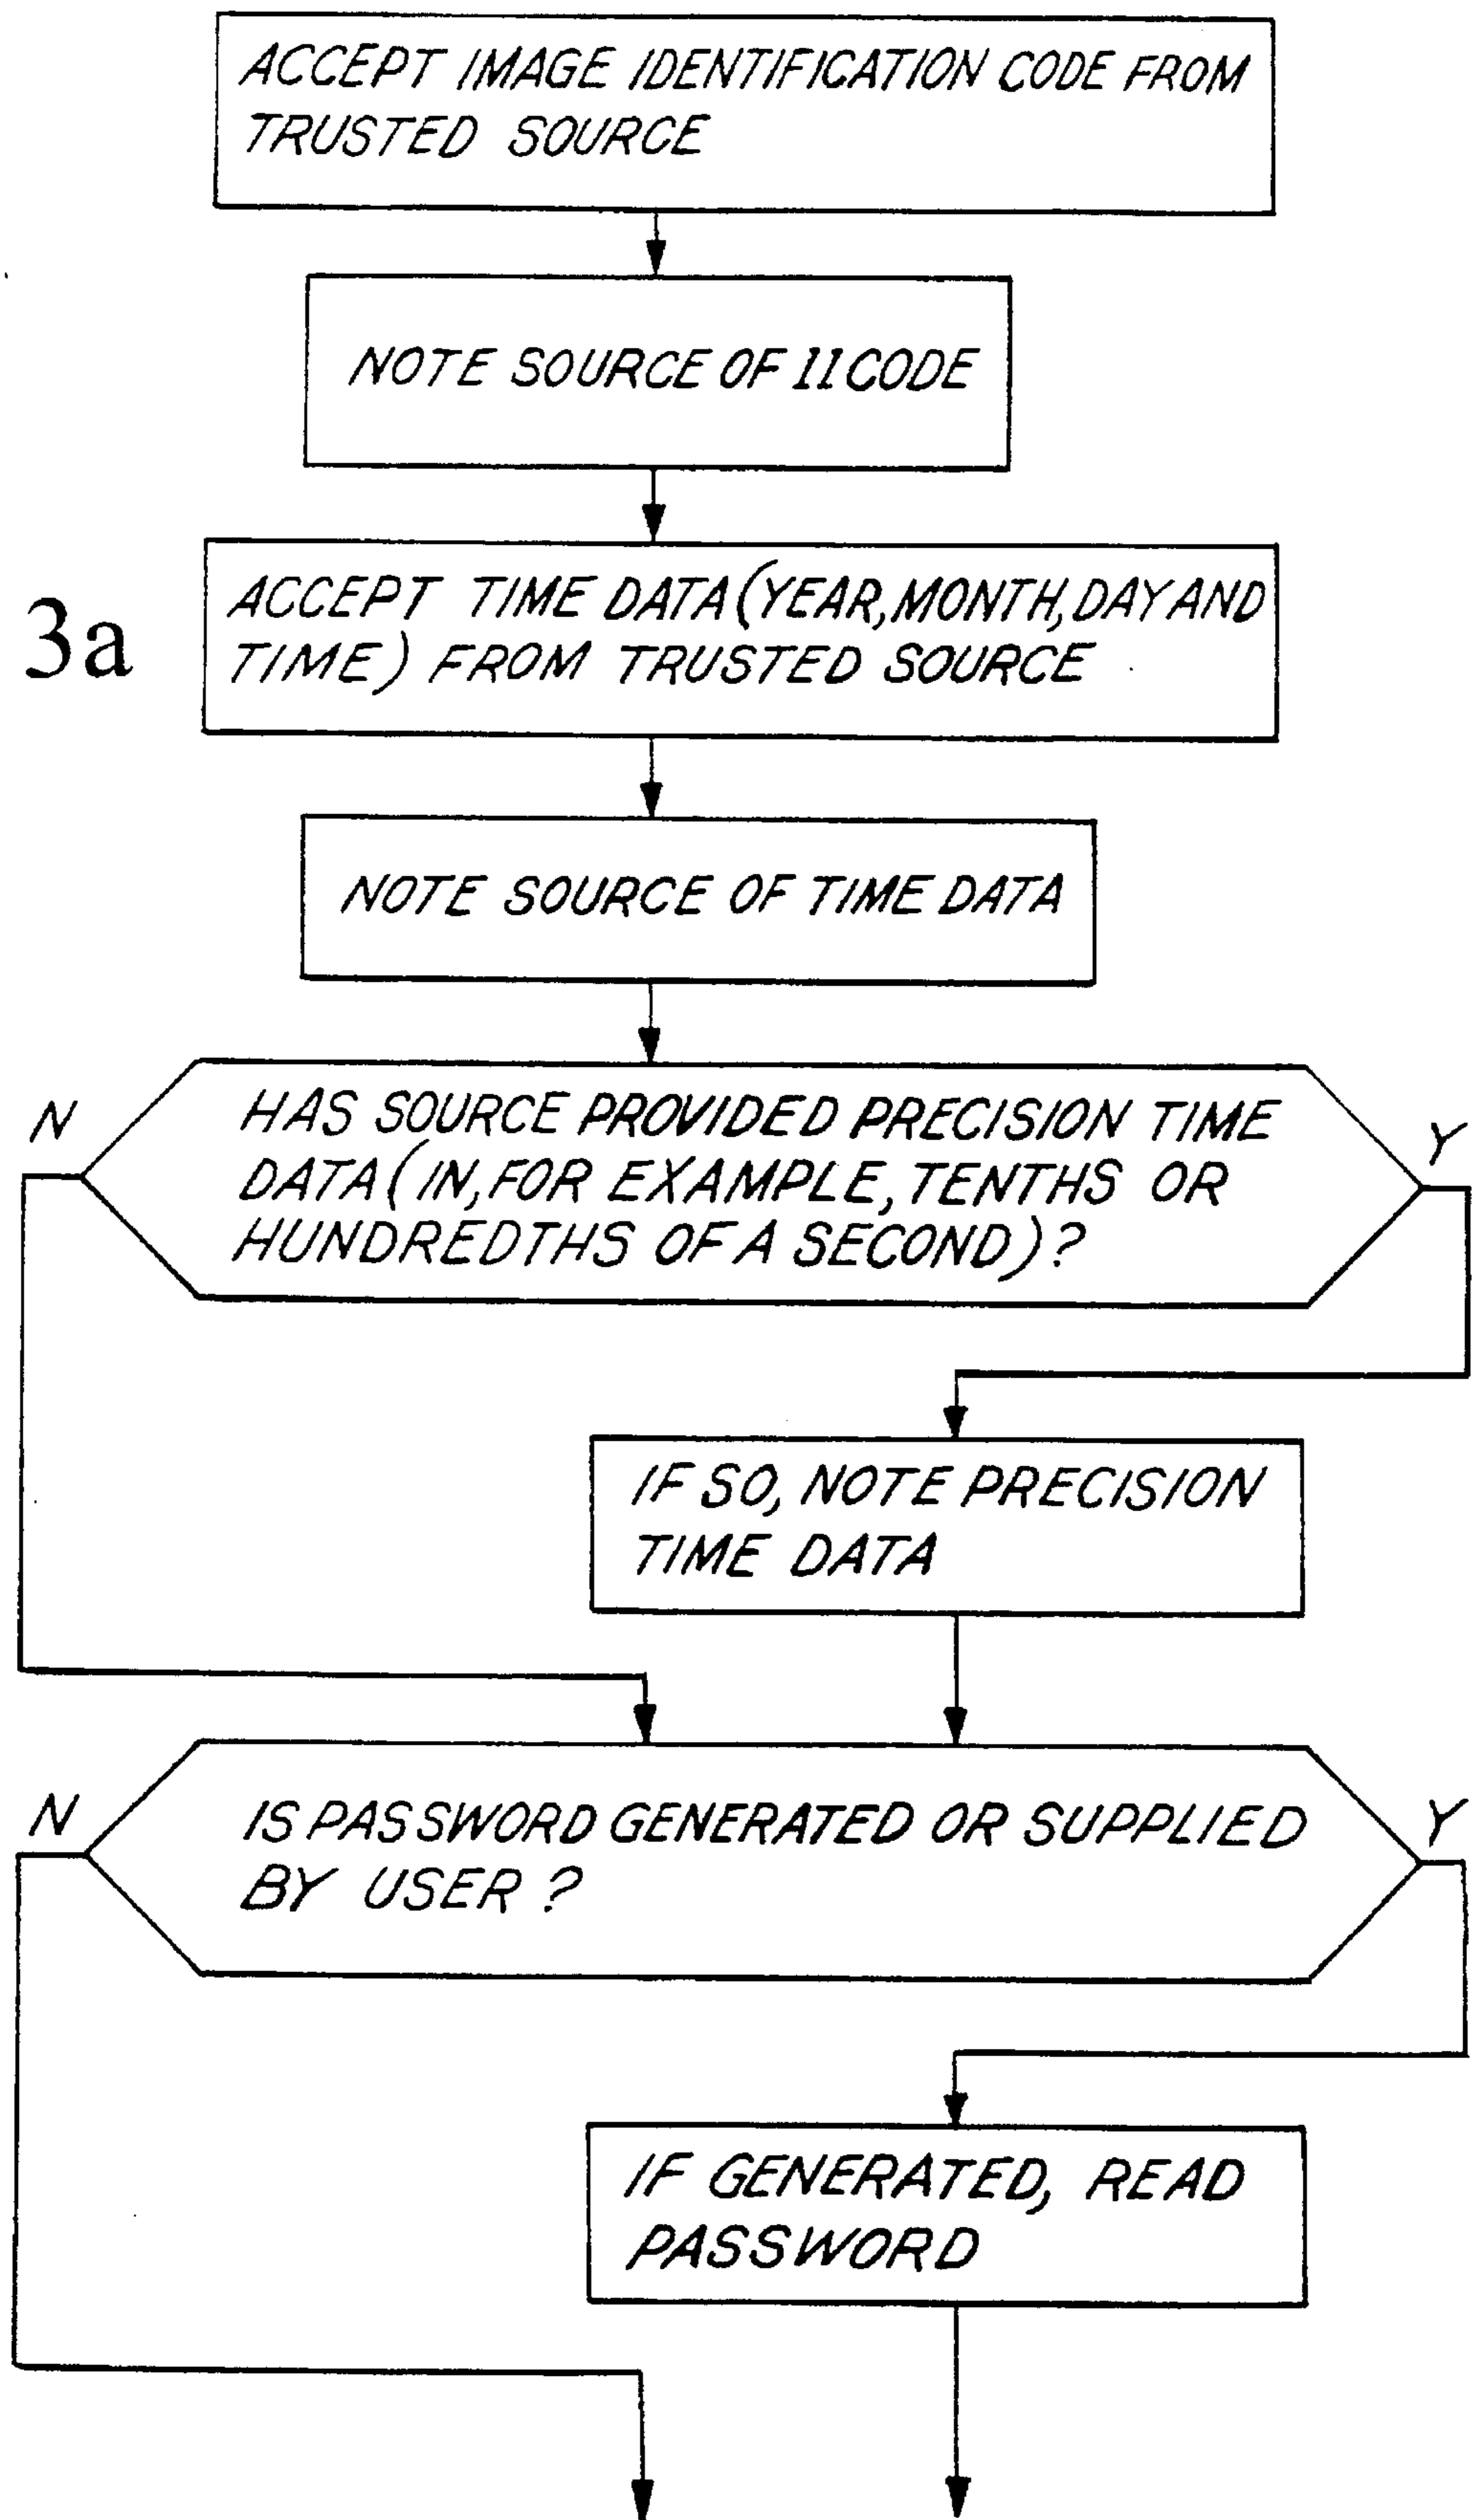 ACCEPT IMAGE IDENTIFICATION CODE FROM
TRUSTED SOURCE
NOTE SOURCE OF II CODE
3a
ACCEPT TIME DATA (YEAR, MONTH, DAY AND
TIME) FROM TRUSTED SOURCE
NOTE SOURCE OF TIME DATA
N
HAS SOURCE PROVIDED PRECISION TIME
DATA (IN, FOR EXAMPLE, TENTHS OR
HUNDREDTHS OF A SECOND)?
Y
IF SO, NOTE PRECISION
TIME DATA
N
IS PASSWORD GENERATED OR SUPPLIED
BY USER?
Y
IF GENERATED, READ
PASSWORD